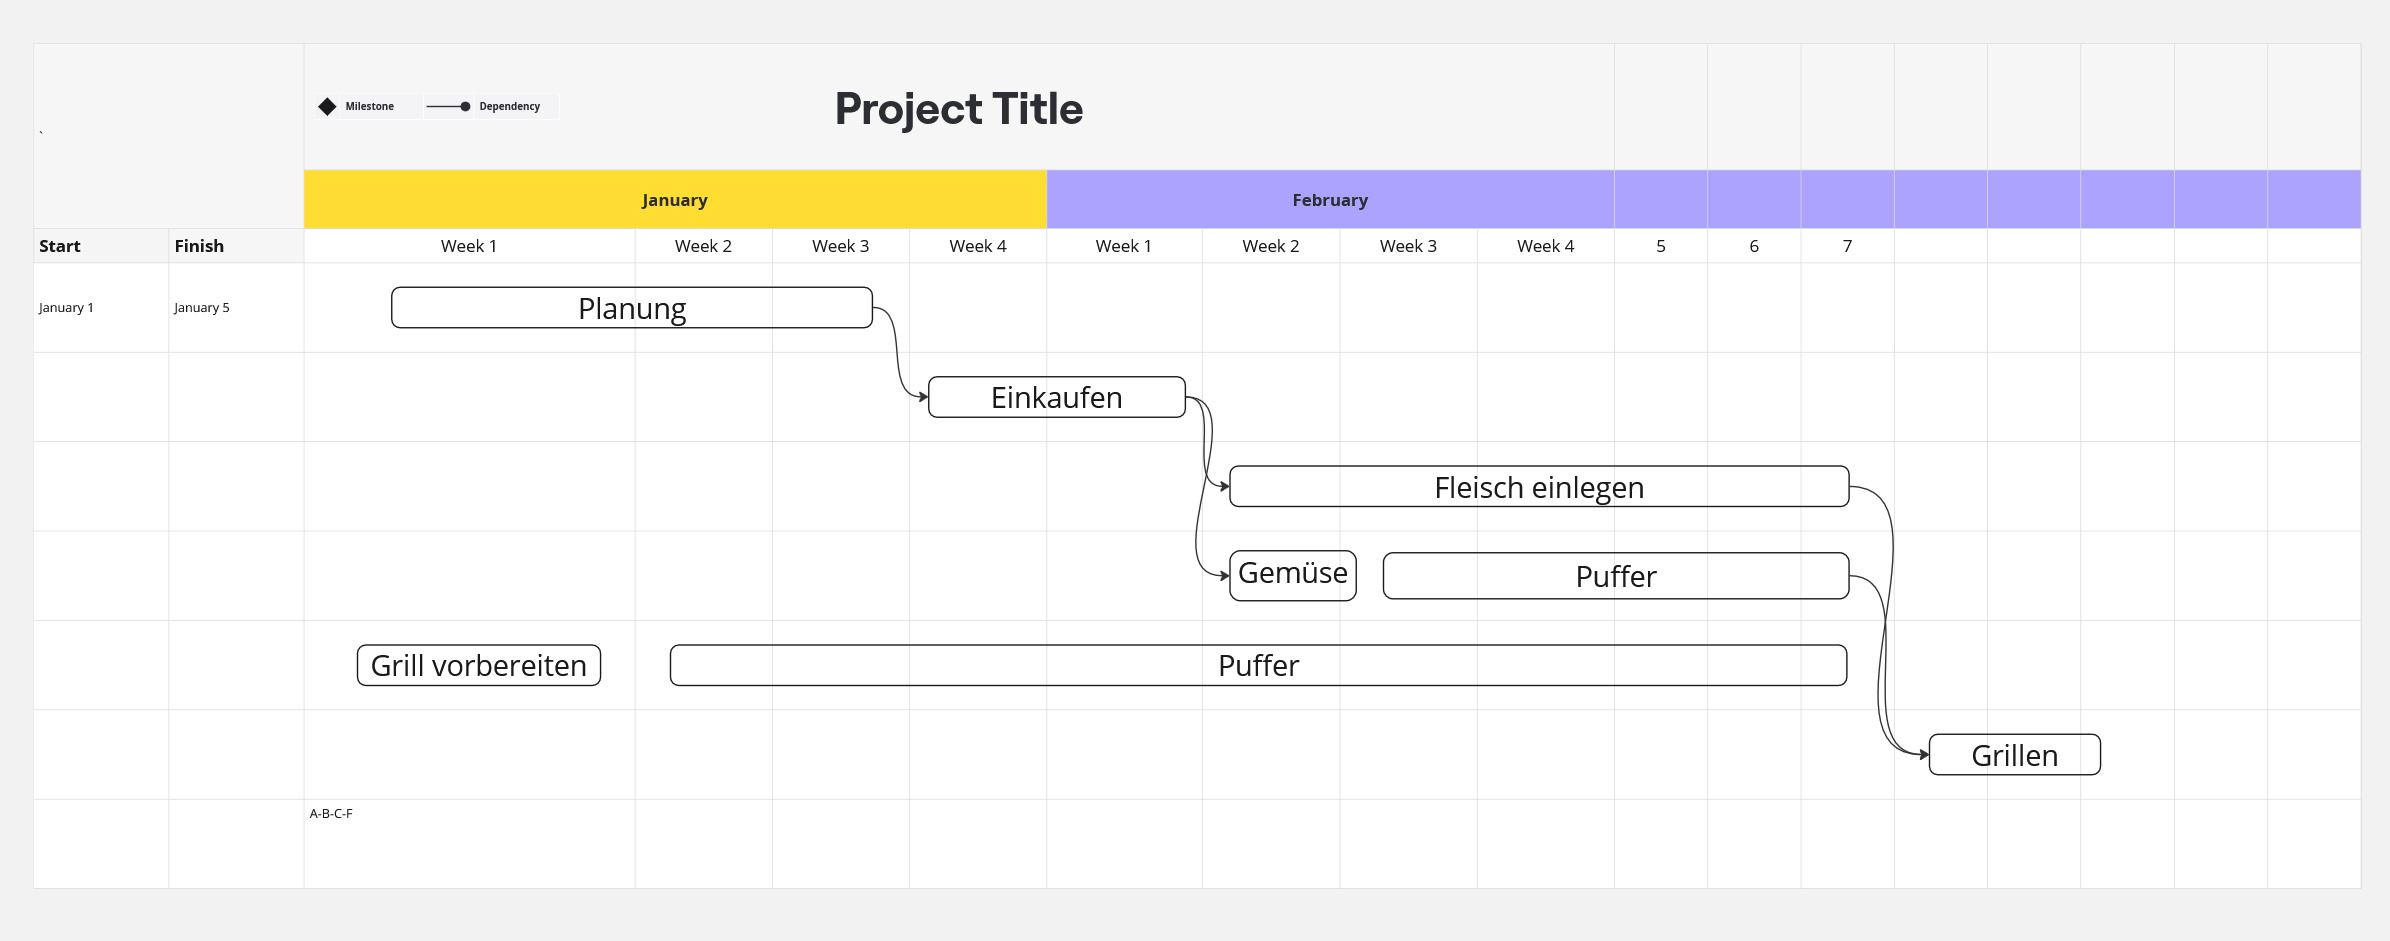 `
Milestone
Dependency
Project Title
January
February
Start
Finish
Week 1
Week 2
Week 3
Week 4
Week 1
Week 2
Week 3
Week 4
5
6
7
January 1
January 5
Planung
Einkaufen
Fleisch einlegen
Gemüse
Puffer
Grill vorbereiten
Puffer
Grillen
A-B-C-F